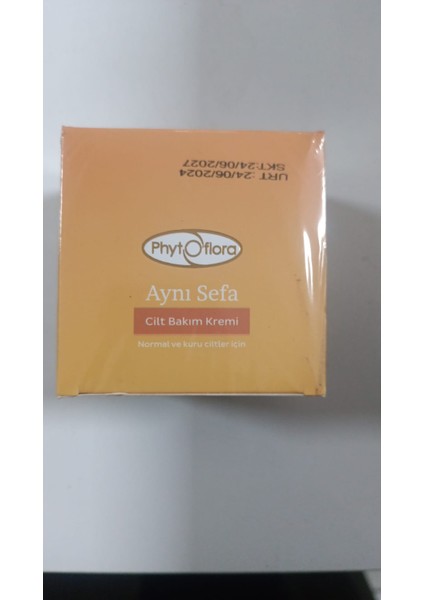 URT :24/06/2024
SKT:24/06/2027
Phytoflora
Aynı Sefa
Cilt Bakım Kremi
Normal ve kuru ciltler için